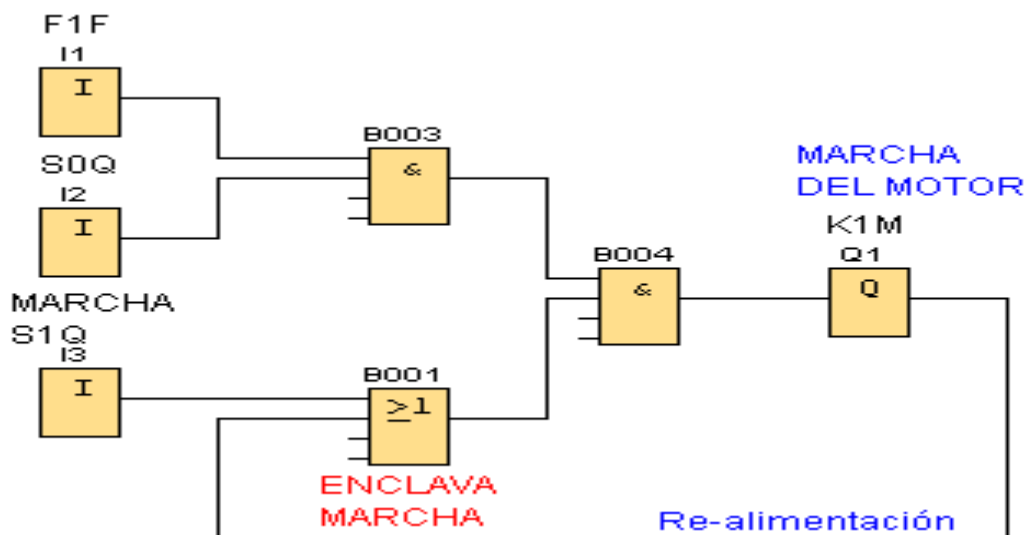 F1F
I1
I
S0Q
I2
I
MARCHA
S1Q
I3
I
B003
&
B001
≥1
ENCLAVA
MARCHA
B004
&
MARCHA
DEL MOTOR
K1M
Q1
Q
Re-alimentación